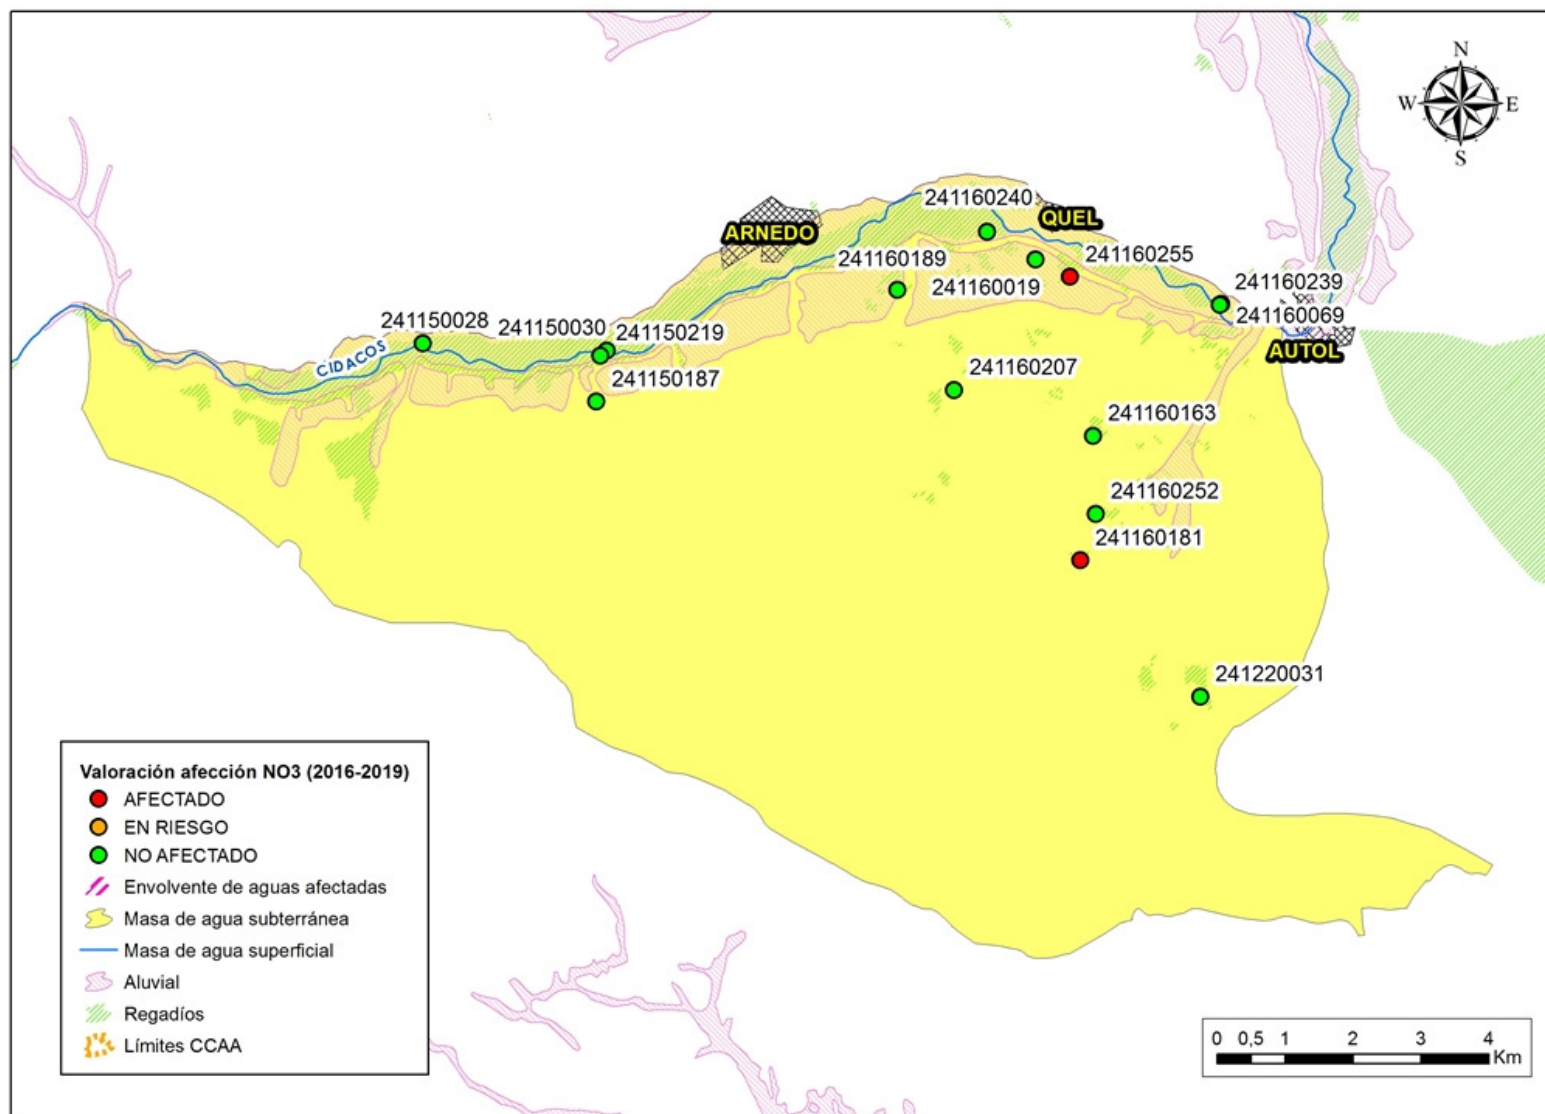 N
W E
S
241160240
QUEL
ARNEDO
241160189
241160255
241160019
241160239
241160069
241150028
241150030
241150219
CIDACOS
AUTOL
241150187
241160207
241160163
241160252
241160181
241220031
Valoración afección NO3 (2016-2019)
AFECTADO
EN RIESGO
NO AFECTADO
Envolvente de aguas afectadas
Masa de agua subterránea
Masa de agua superficial
Aluvial
Regadíos
Límites CCAA
0 0,5 1 2 3 4
Km